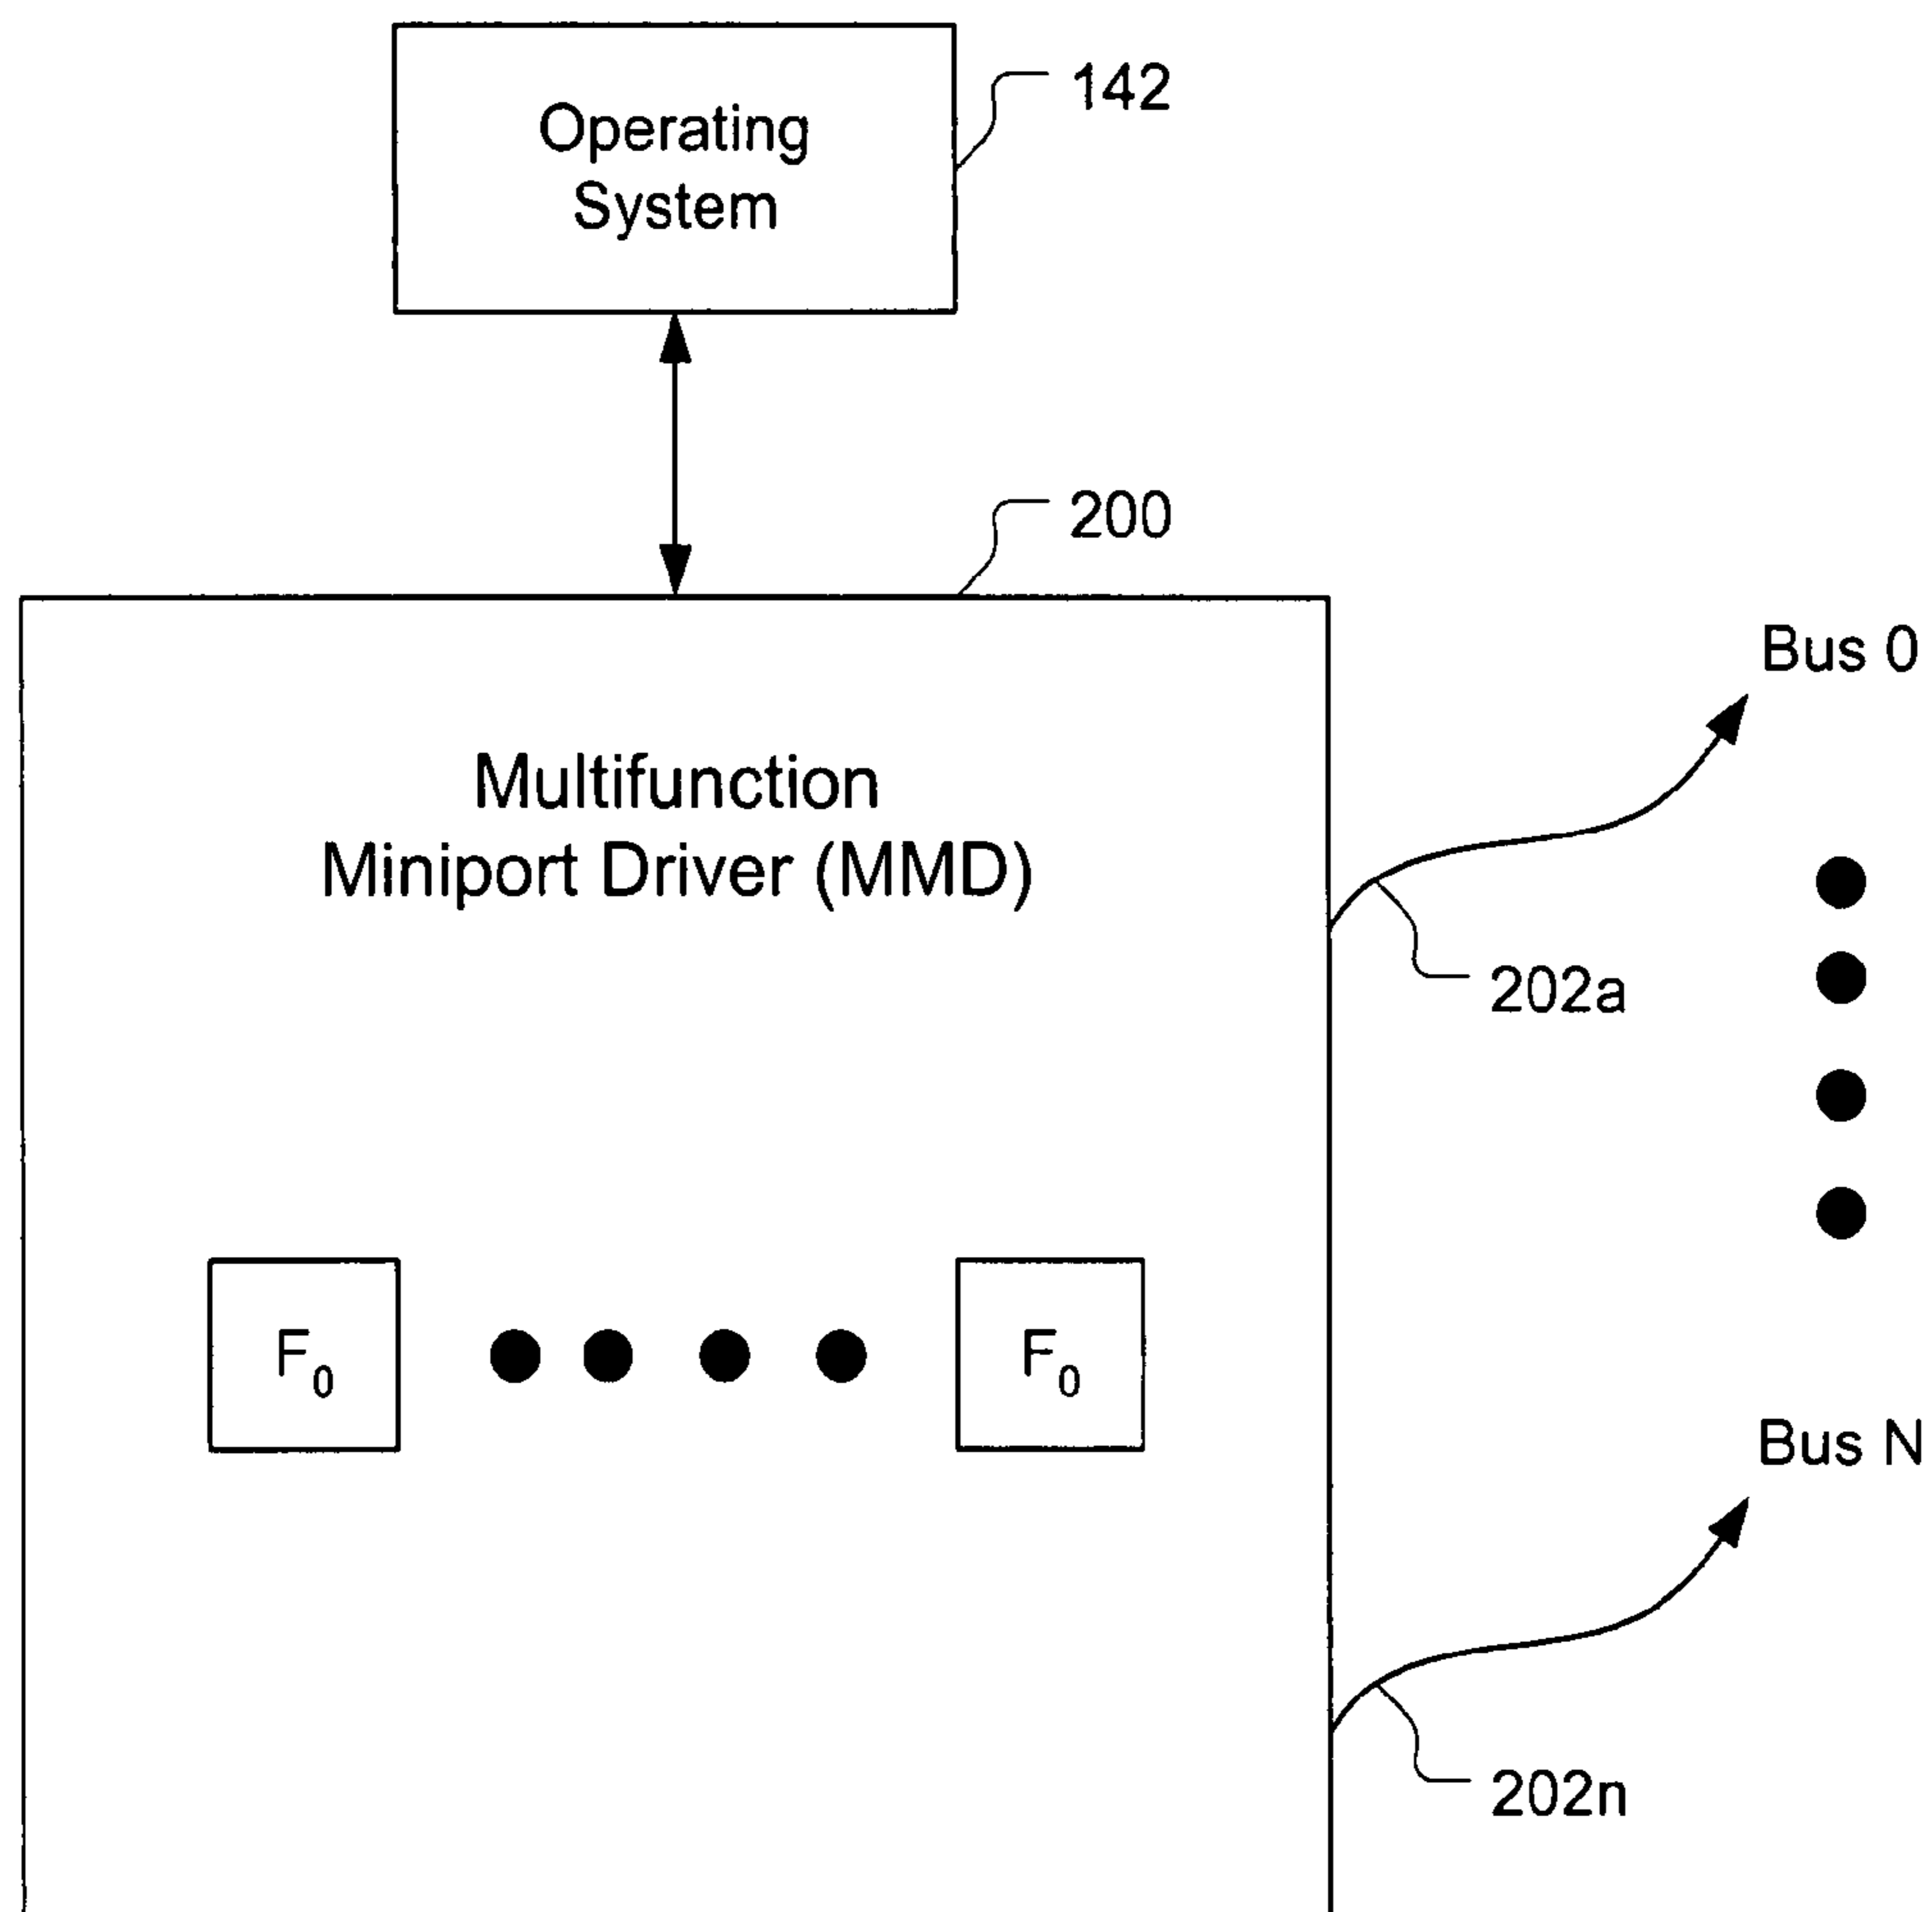 Operating
System
142
200
Bus 0
Multifunction
Miniport Driver (MMD)
202a
F0
F0
Bus N
202n